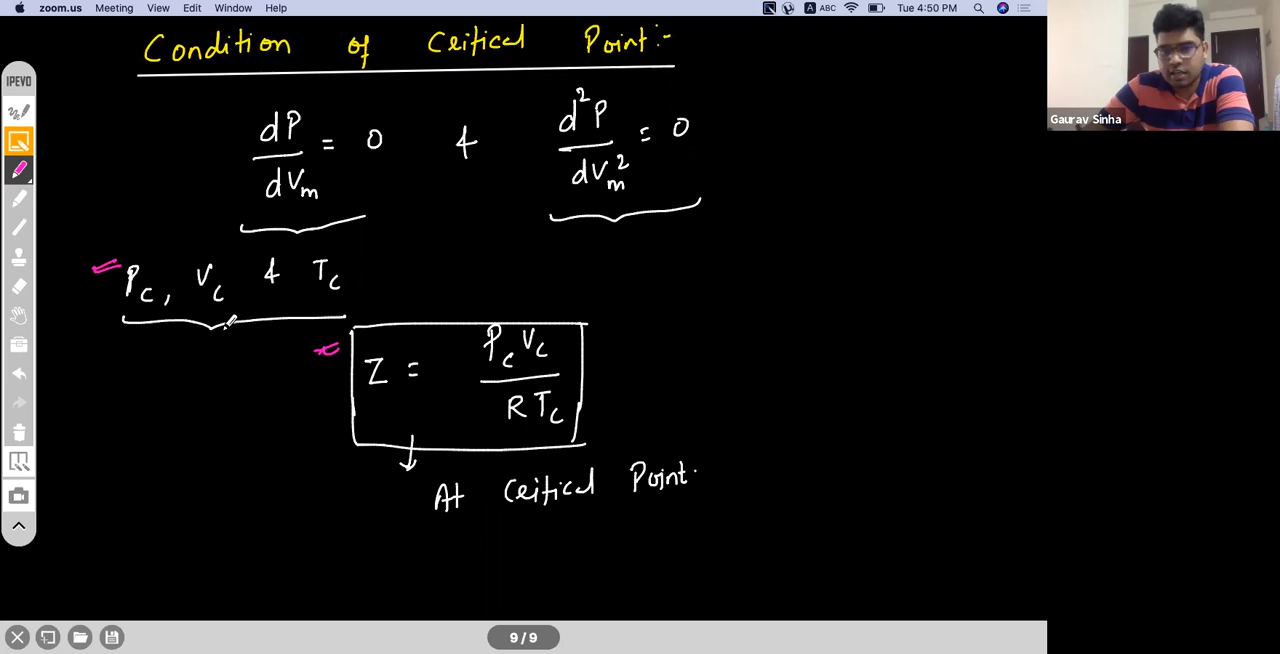 zoom.us Meeting View Edit Window Help
A ABC Tue 4:50 PM
Condition of Critical Point:-
dP/dVm = 0 & d²P/dVm² = 0
Pc, Vc & Tc
Z = PcVc/RTc
At Critical Point.
IPEVO
Gaurav Sinha
9/9